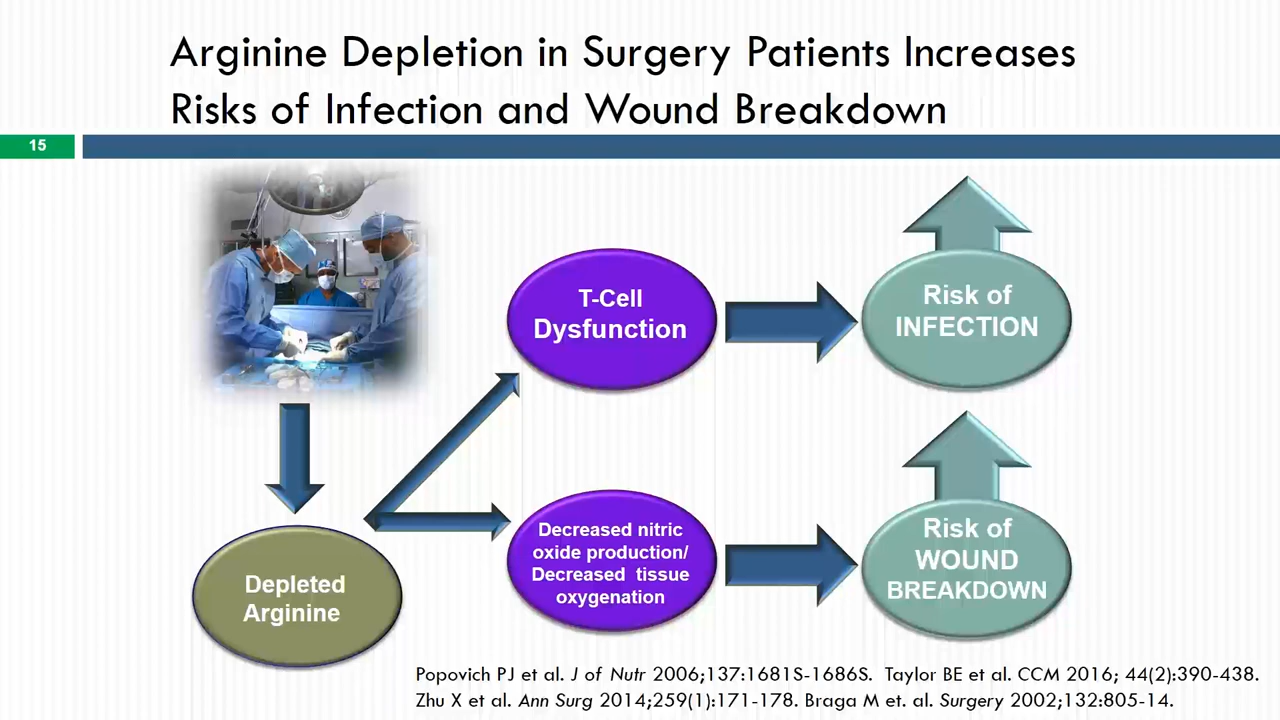 Arginine Depletion in Surgery Patients Increases
Risks of Infection and Wound Breakdown
15
T-Cell
Dysfunction
Risk of
INFECTION
Depleted
Arginine
Decreased nitric
oxide production/
Decreased tissue
oxygenation
Risk of
WOUND
BREAKDOWN
Popovich PJ et al. J of Nutr 2006;137:1681S-1686S. Taylor BE et al. CCM 2016; 44(2):390-438.
Zhu X et al. Ann Surg 2014;259(1):171-178. Braga M et. al. Surgery 2002;132:805-14.